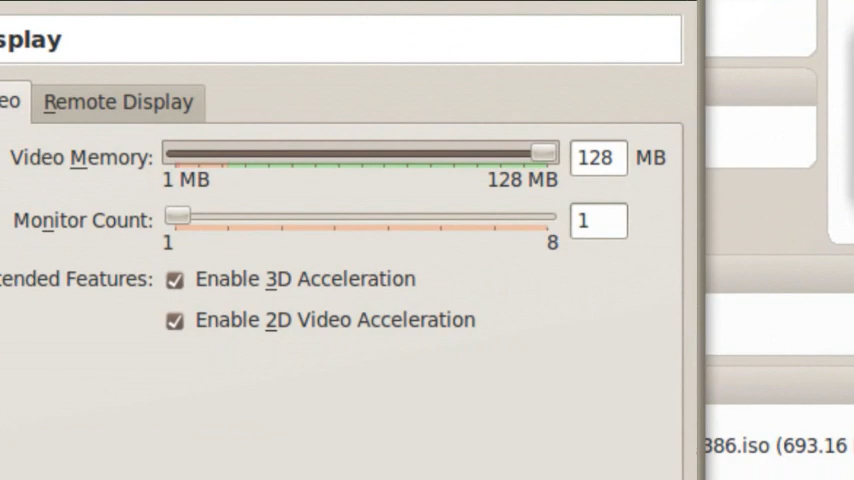 splay
eo
Remote Display
Video Memory:
128
MB
1 MB
128 MB
Monitor Count:
1
1
8
tended Features:
Enable 3D Acceleration
Enable 2D Video Acceleration
386.iso (693.16